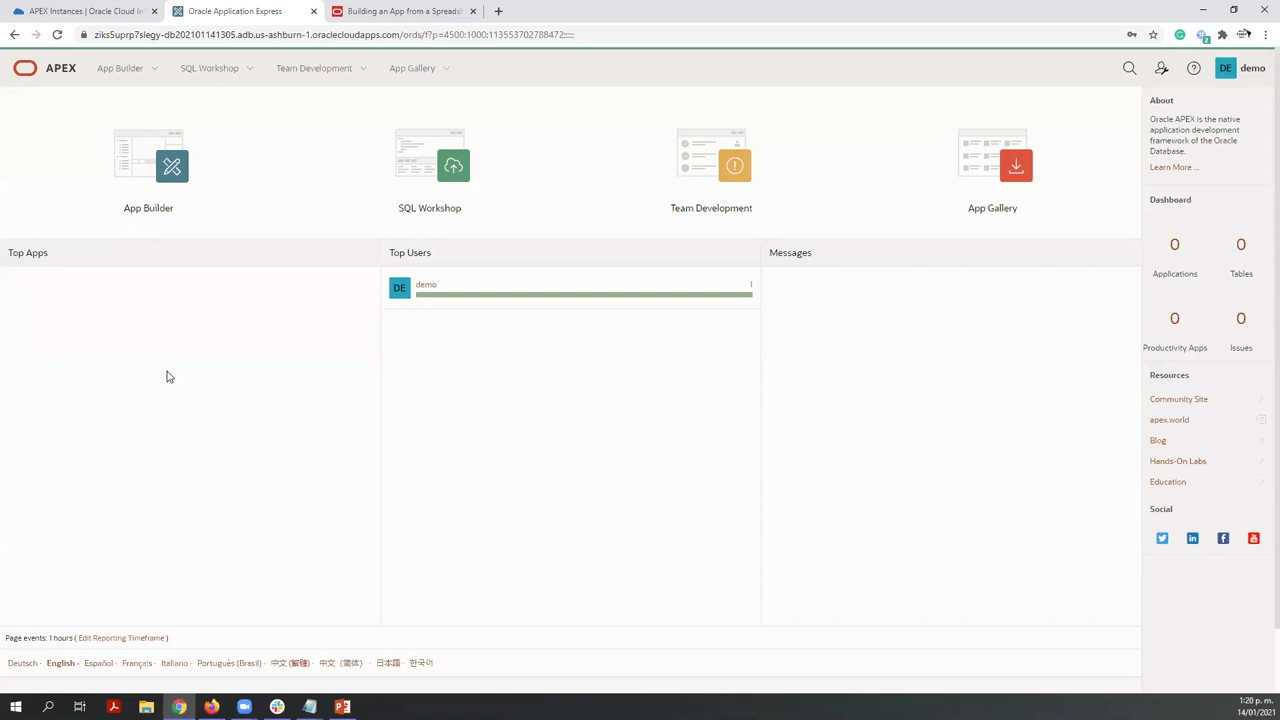 APEX Instances | Oracle Cloud In
Oracle Application Express
Building an App from a Spreads
ziks5uprp7slegy-db202101141305.adb.us-ashburn-1.oraclecloudapps.com/ords/f?p=4500:1000:113553702788472
APEX App Builder SQL Workshop Team Development App Gallery DE demo
App Builder
SQL Workshop
Team Development
App Gallery
Top Apps
Top Users
Messages
DE demo 1
About
Oracle APEX is the native
application development
framework of the Oracle
Database.
Learn More ...
Dashboard
0 0
Applications Tables
0 0
Productivity Apps Issues
Resources
Community Site
apex.world
Blog
Hands-On Labs
Education
Social
Page events: 1 hours ( Edit Reporting Timeframe )
Deutsch · English · Español · Français · Italiano · Português (Brasil) · 中文 (繁體) · 中文 (简体) · 日本語 · 한국어
1:20 p. m.
14/01/2021